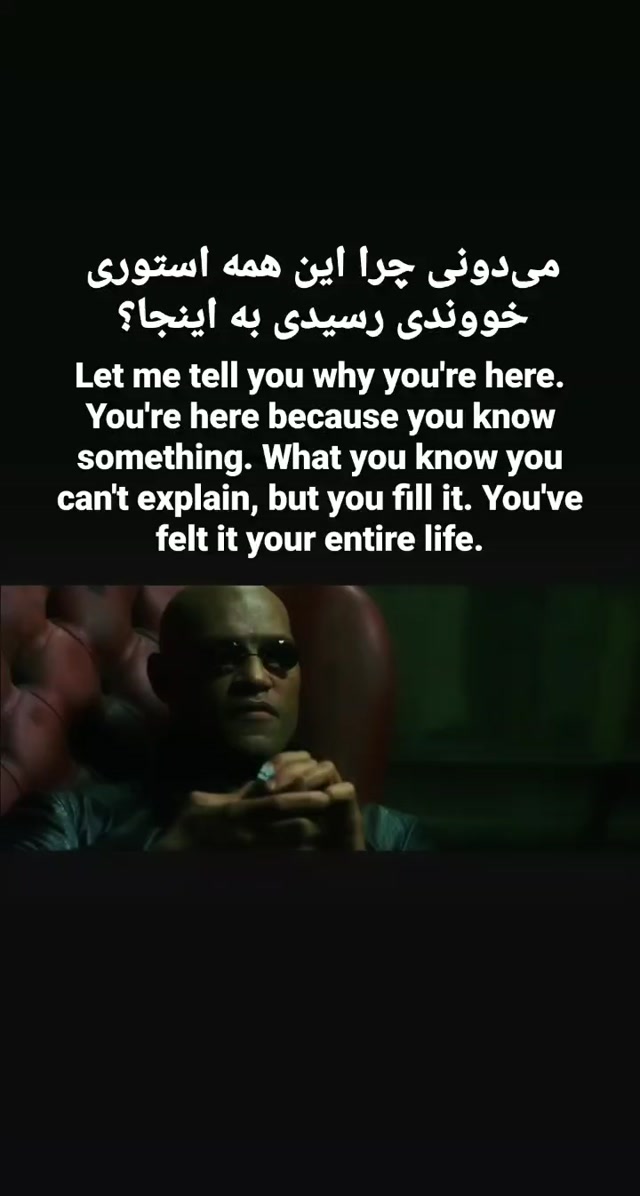 می‌دونی چرا این همه استوری
خووندی رسیدی به اینجا؟
Let me tell you why you're here.
You're here because you know
something. What you know you
can't explain, but you fill it. You've
felt it your entire life.